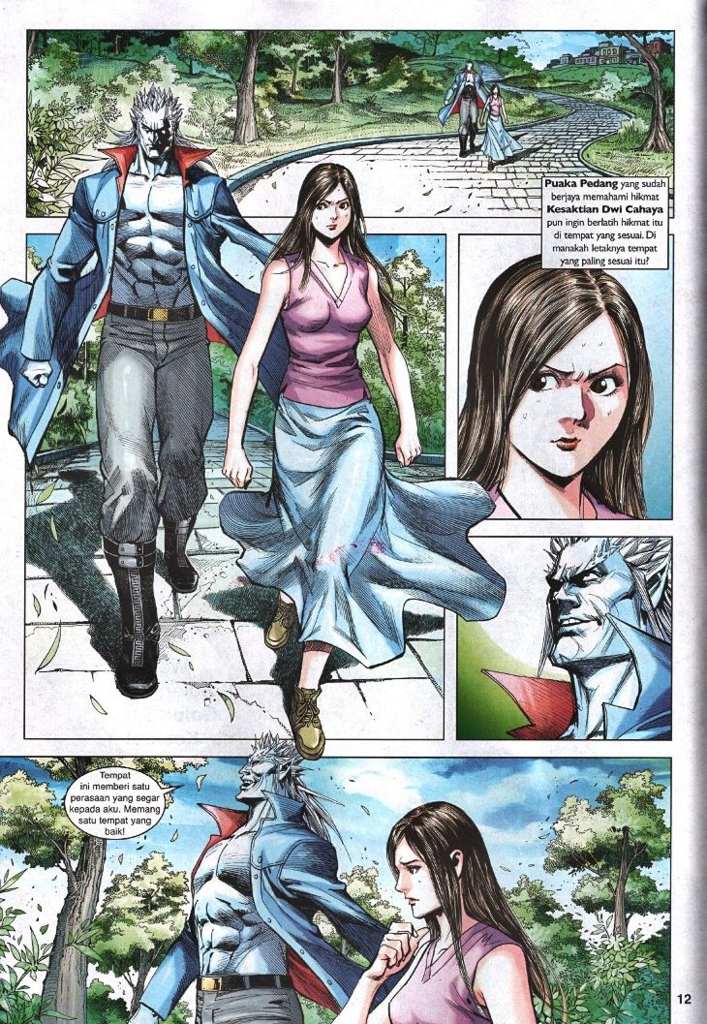 Puaka Pedang yang sudah
berjaya memahami hikmat
Kesaktian Dwi Cahaya
pun ingin berlatih hikmat itu
di tempat yang sesuai. Di
manakah letaknya tempat
yang paling sesuai itu?
Tempat
ini memberi satu
perasaan yang segar
kepada aku. Memang
satu tempat yang
baik!
12